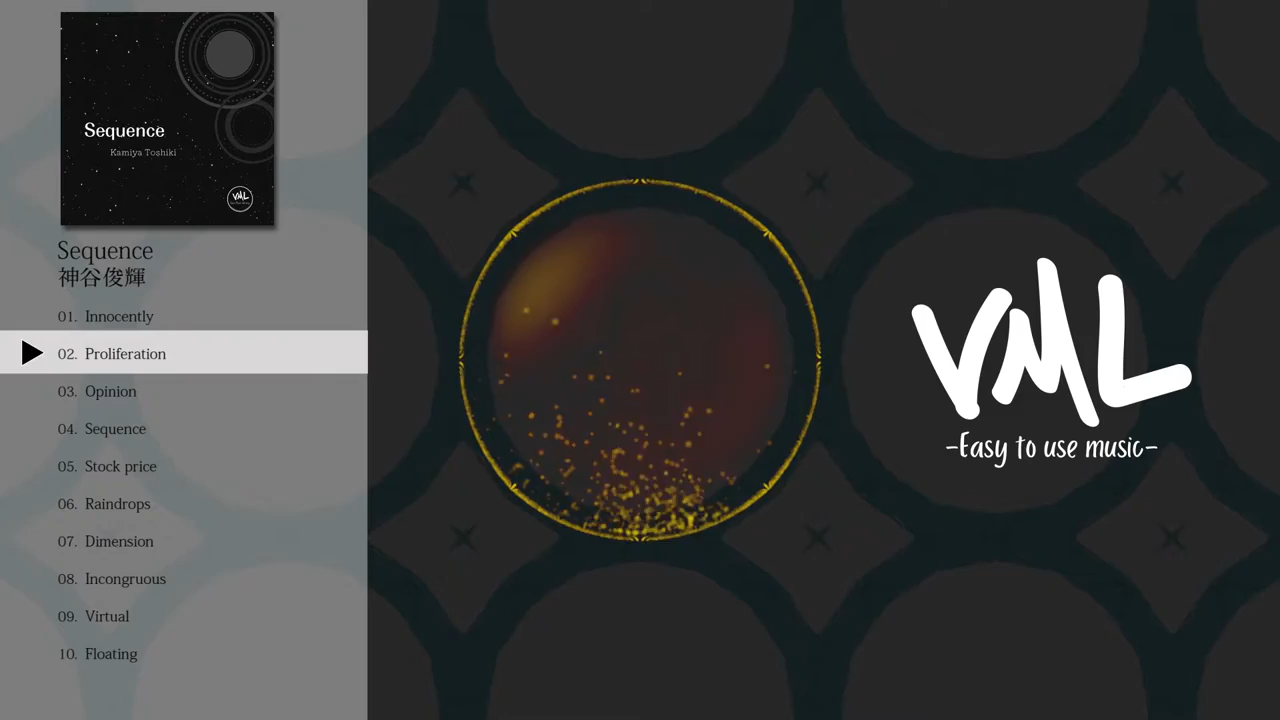 Sequence
Kamiya Toshiki
VML
Sequence
神谷俊輝
01. Innocently
02. Proliferation
03. Opinion
04. Sequence
05. Stock price
06. Raindrops
07. Dimension
08. Incongruous
09. Virtual
10. Floating
VML
-Easy to use music-